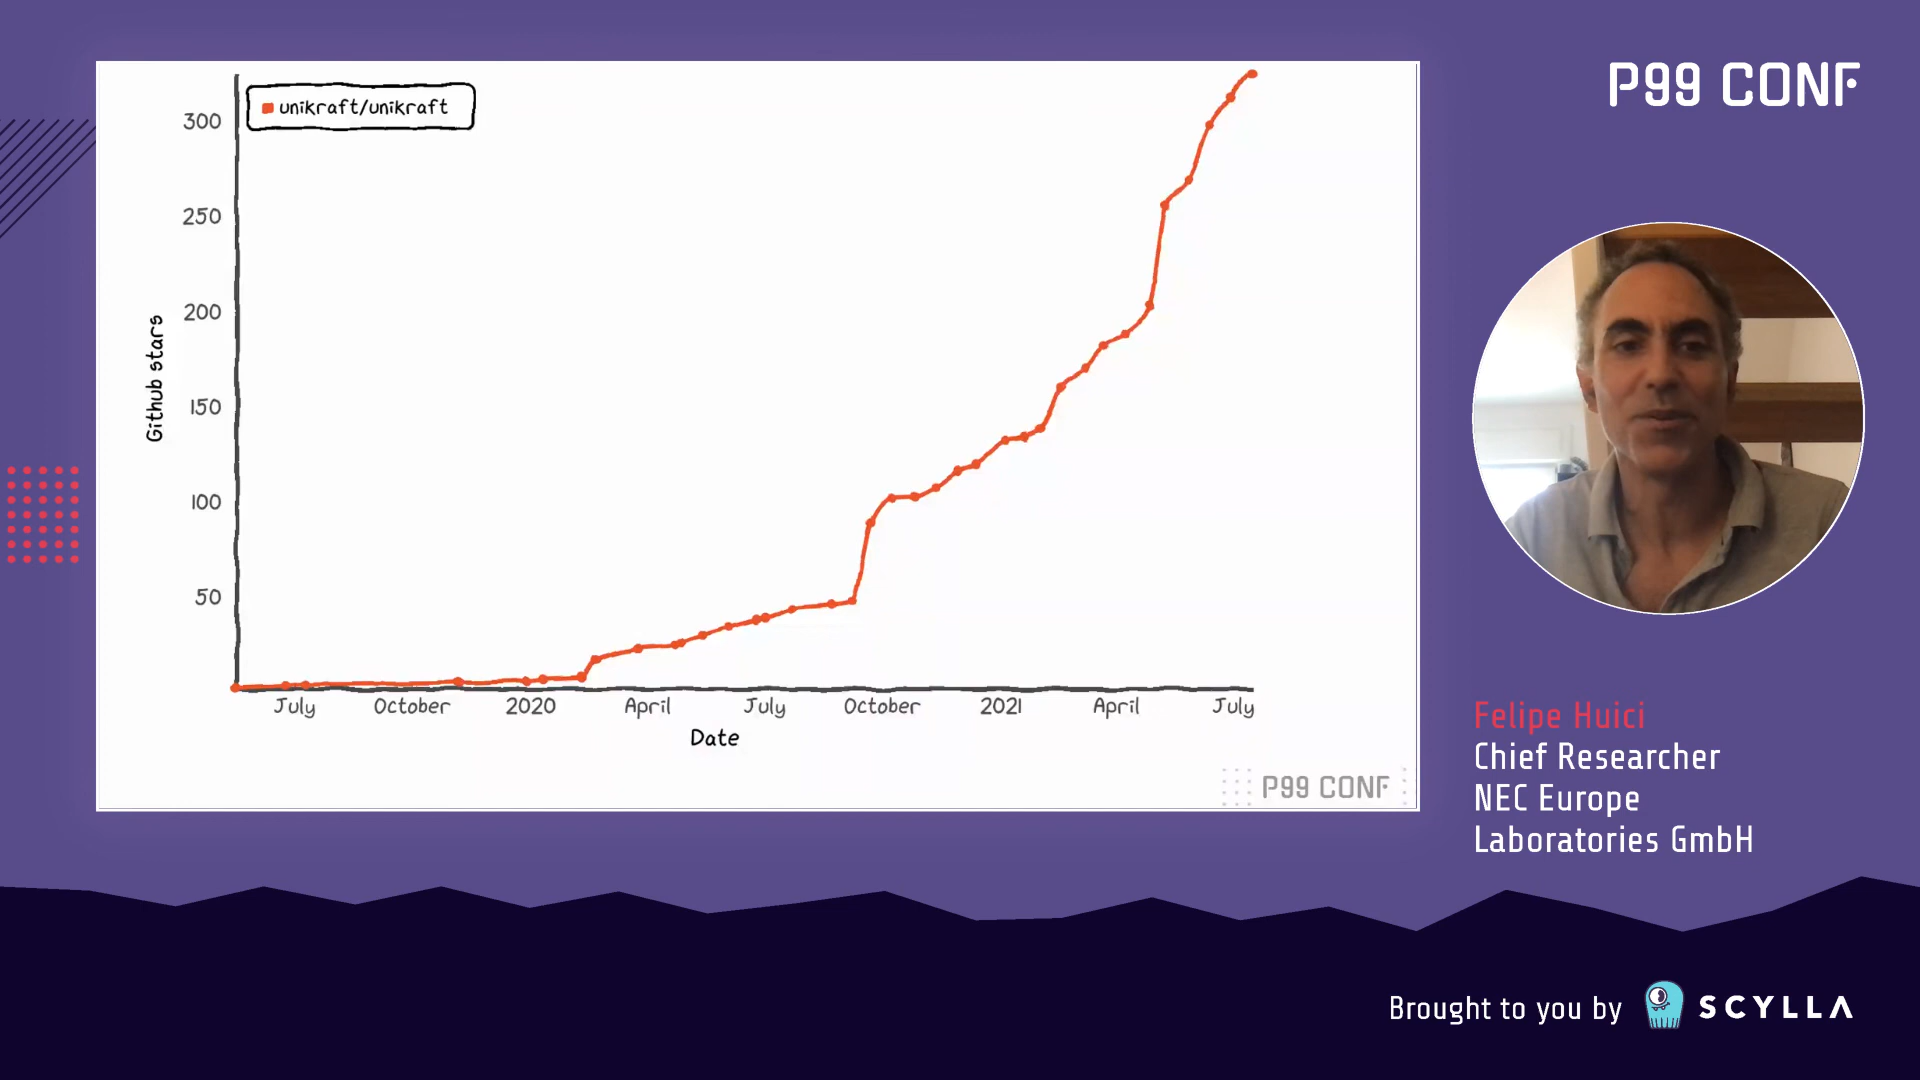 P99 CONF
unikraft/unikraft
300
250
200
150
100
50
Github stars
July October 2020 April July October 2021 April July
Date
P99 CONF
Felipe Huici
Chief Researcher
NEC Europe
Laboratories GmbH
Brought to you by SCYLLA